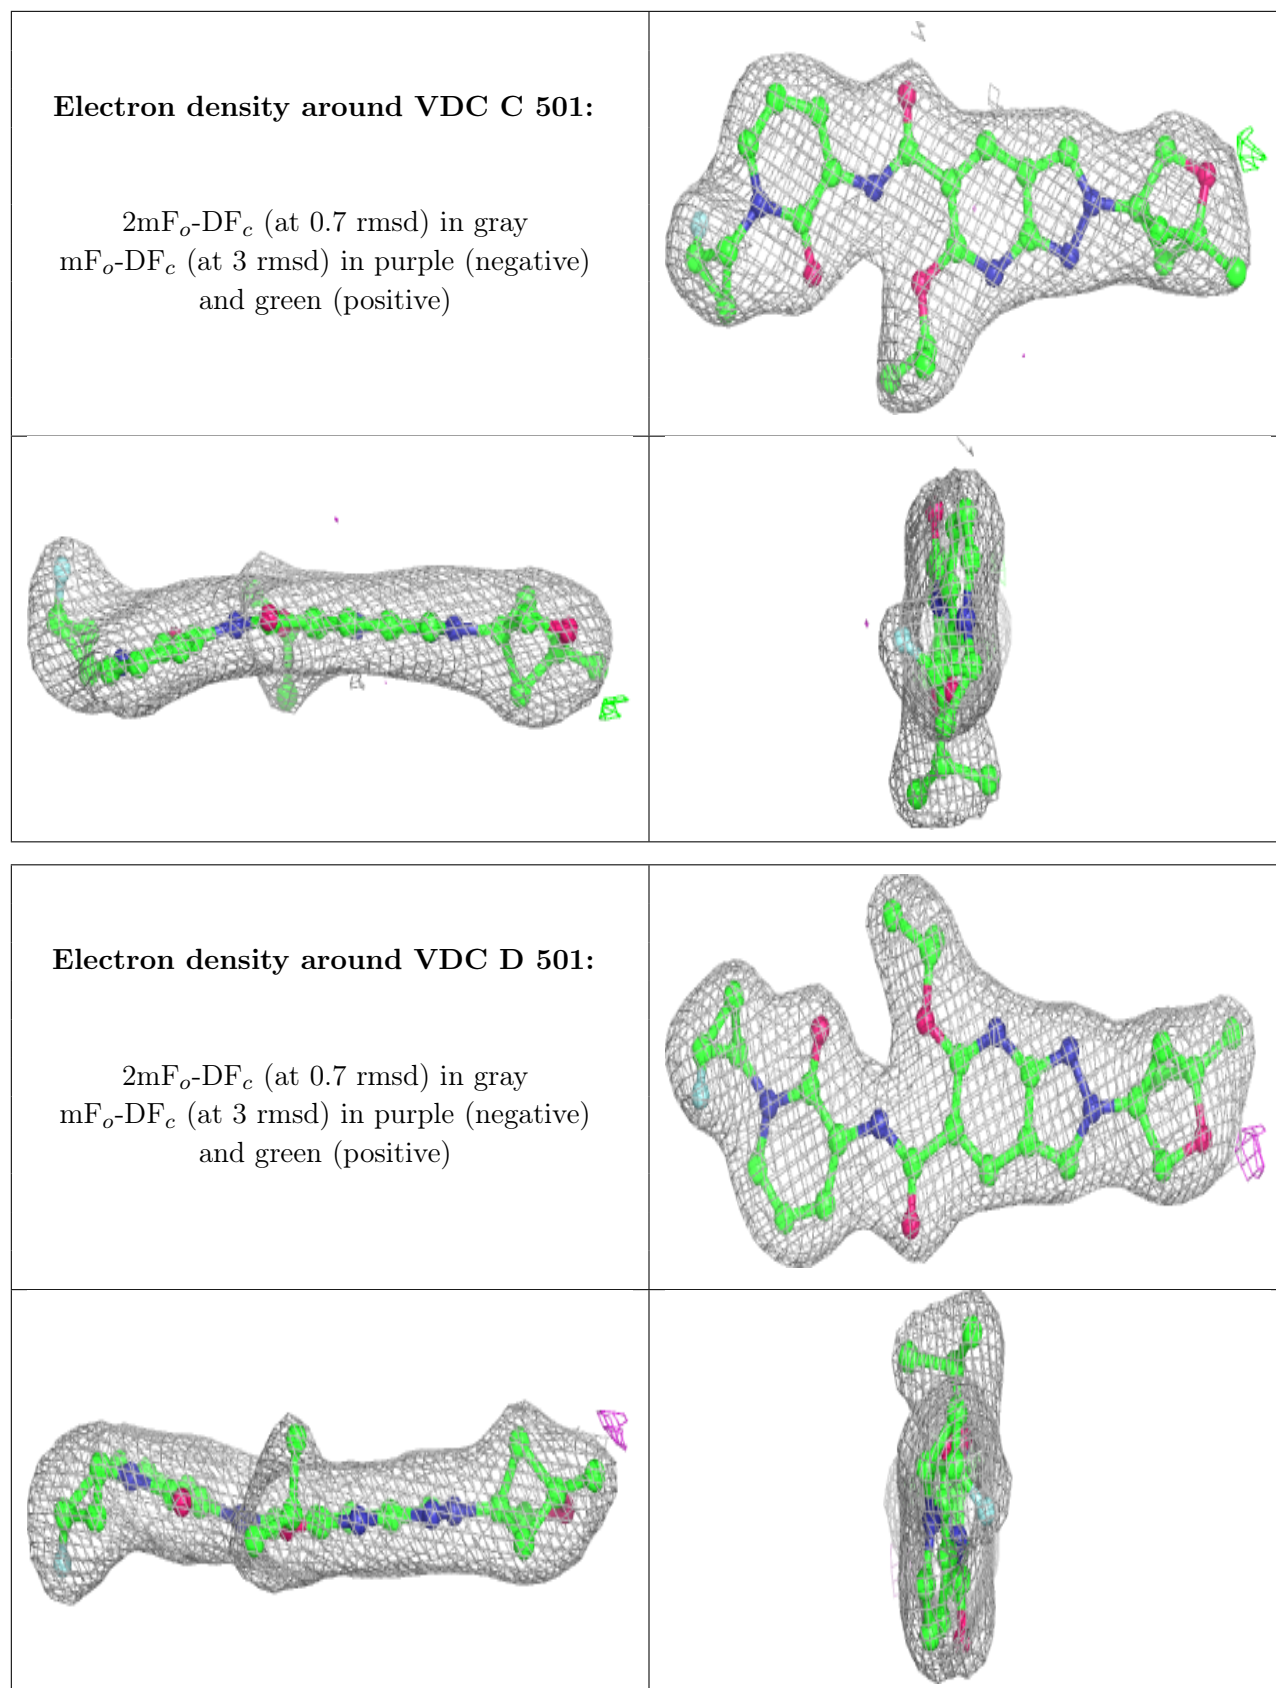 Electron density around VDC C 501:
2mFo-DFc (at 0.7 rmsd) in gray
mFo-DFc (at 3 rmsd) in purple (negative)
and green (positive)
Electron density around VDC D 501:
2mFo-DFc (at 0.7 rmsd) in gray
mFo-DFc (at 3 rmsd) in purple (negative)
and green (positive)